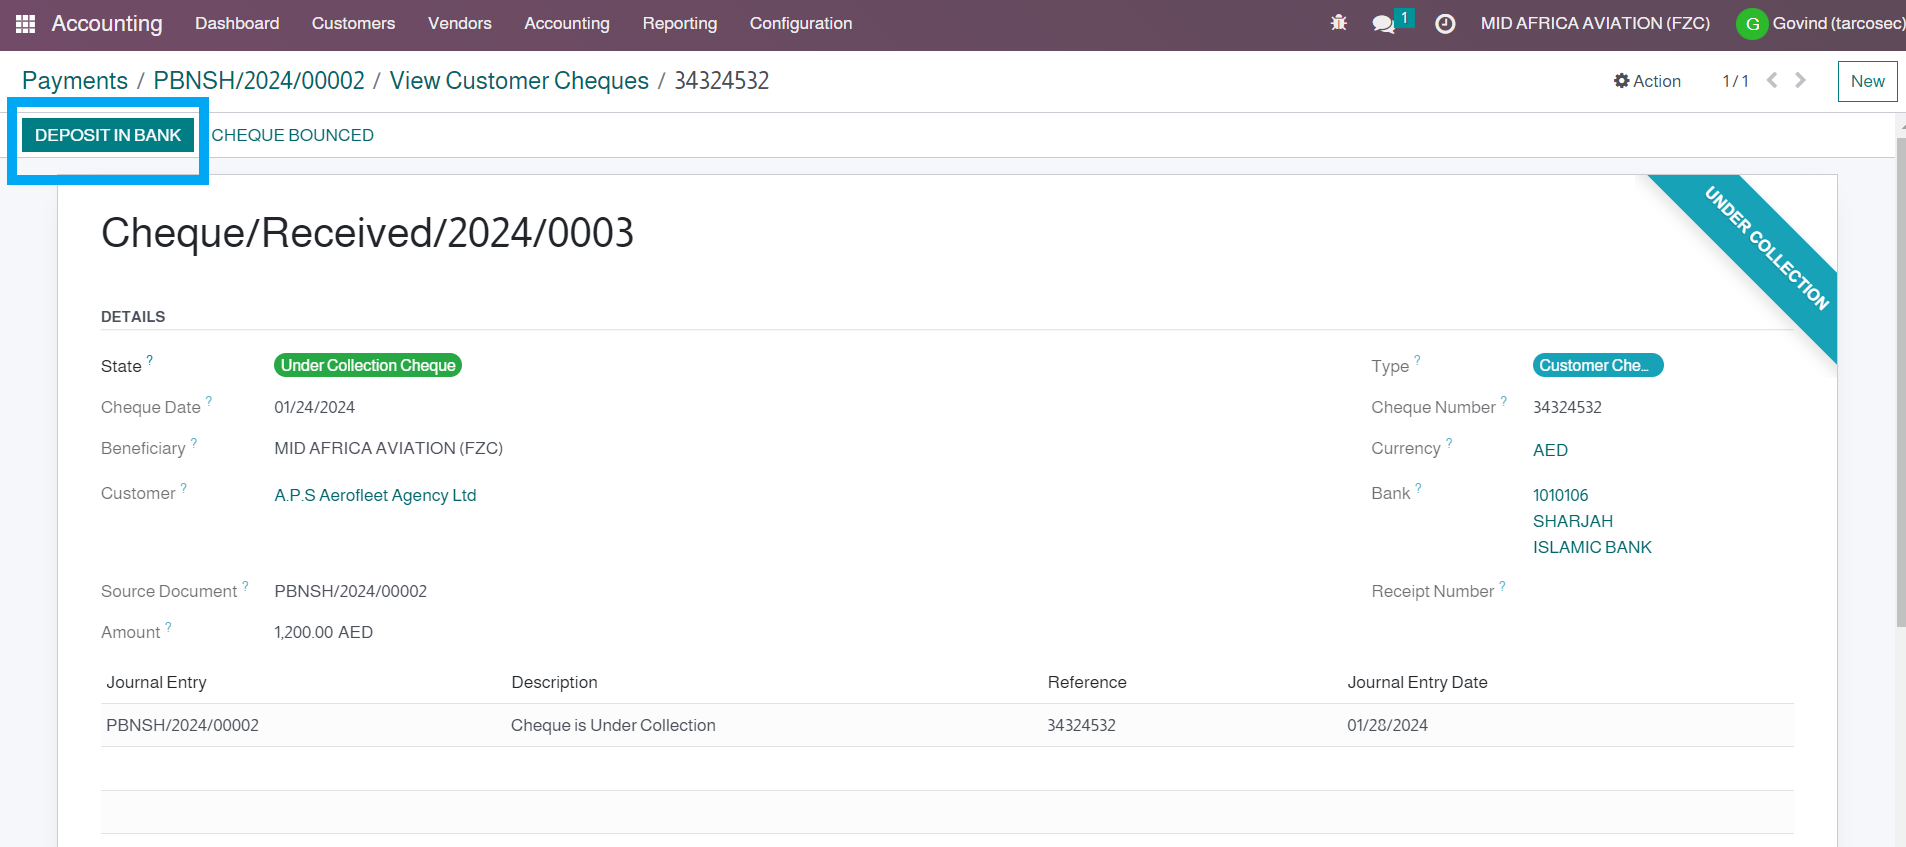 Accounting Dashboard Customers Vendors Accounting Reporting Configuration 1 MID AFRICA AVIATION (FZC) G Govind (tarcosec)
Payments / PBNSH/2024/00002 / View Customer Cheques / 34324532 Action 1 / 1 New
DEPOSIT IN BANK CHEQUE BOUNCED
UNDER COLLECTION
Cheque/Received/2024/0003
DETAILS
State ? Under Collection Cheque Type ? Customer Che...
Cheque Date ? 01/24/2024 Cheque Number ? 34324532
Beneficiary ? MID AFRICA AVIATION (FZC) Currency ? AED
Customer ? A.P.S Aerofleet Agency Ltd Bank ? 1010106
SHARJAH
ISLAMIC BANK
Source Document ? PBNSH/2024/00002 Receipt Number ?
Amount ? 1,200.00 AED
Journal Entry Description Reference Journal Entry Date
PBNSH/2024/00002 Cheque is Under Collection 34324532 01/28/2024